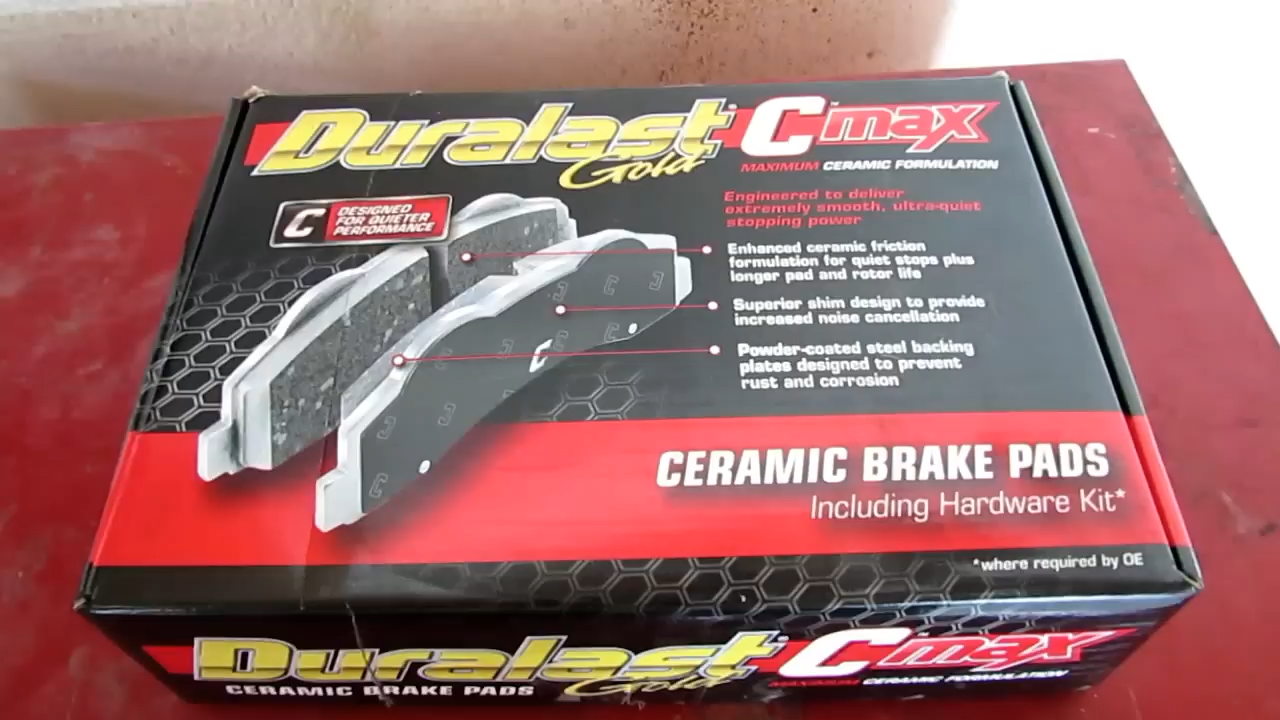 Duralast Cmax™
Gold
MAXIMUM CERAMIC FORMULATION
C DESIGNED
FOR QUIETER
PERFORMANCE
Engineered to deliver
extremely smooth, ultra-quiet
stopping power
Enhanced ceramic friction
formulation for quiet stops plus
longer pad and rotor life
Superior shim design to provide
increased noise cancellation
Powder-coated steel backing
plates designed to prevent
rust and corrosion
CERAMIC BRAKE PADS
Including Hardware Kit*
*where required by OE
Duralast Cmax
Gold
CERAMIC BRAKE PADS
MAXIMUM CERAMIC FORMULATION